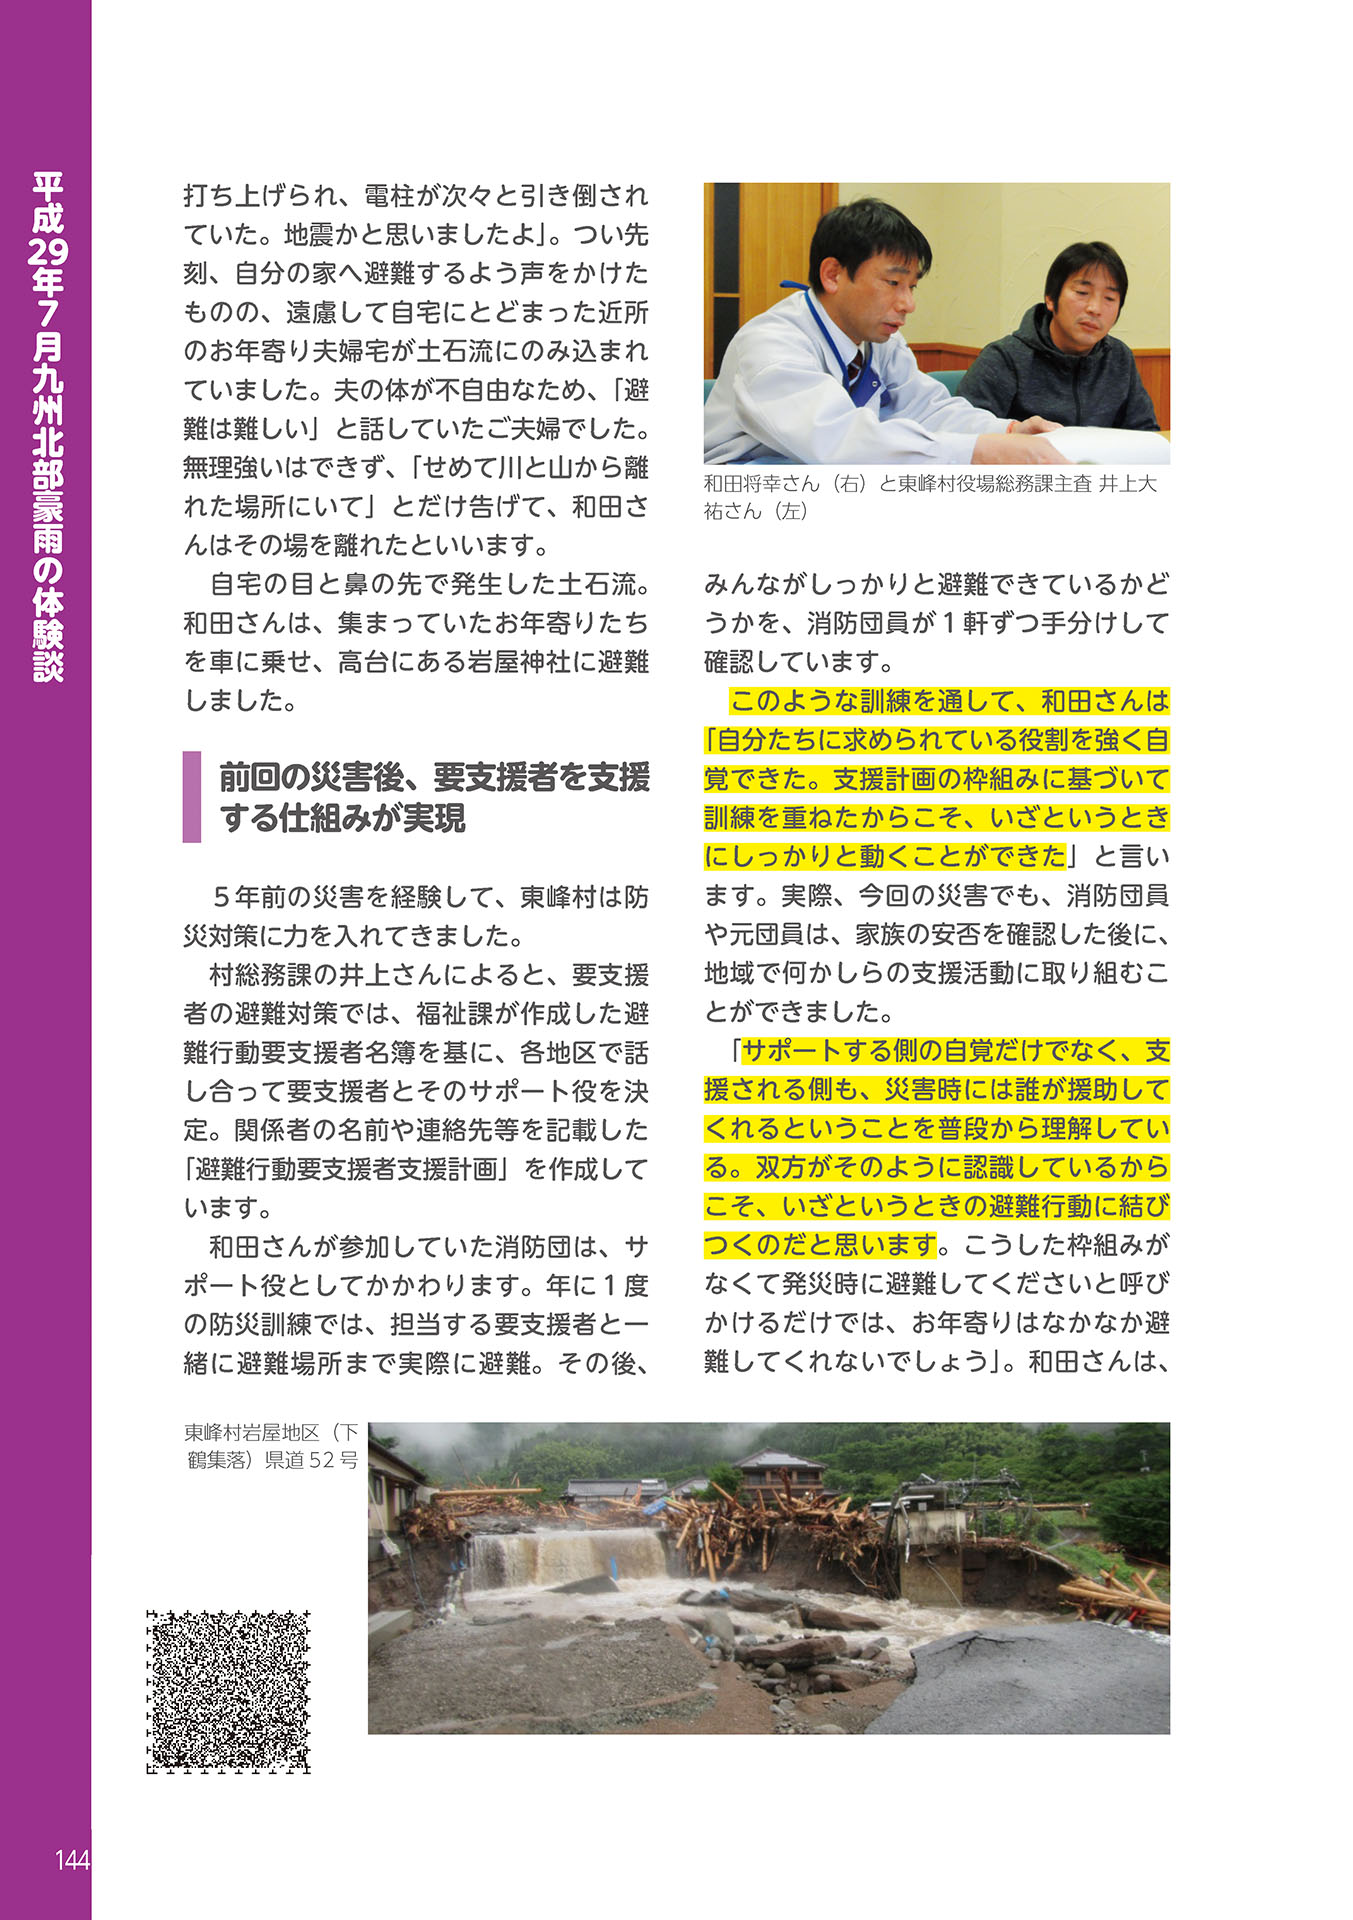 平成29年7月九州北部豪雨の体験談
打ち上げられ、電柱が次々と引き倒され
ていた。地震かと思いましたよ」。つい先
刻、自分の家へ避難するよう声をかけた
ものの、遠慮して自宅にとどまった近所
のお年寄り夫婦宅が土石流にのみ込まれ
ていました。夫の体が不自由なため、「避
難は難しい」と話していたご夫婦でした。
無理強いはできず、「せめて川と山から離
れた場所にいて」とだけ告げて、和田さ
んはその場を離れたといいます。
　自宅の目と鼻の先で発生した土石流。
和田さんは、集まっていたお年寄りたち
を車に乗せ、高台にある岩屋神社に避難
しました。
前回の災害後、要支援者を支援
する仕組みが実現
　５年前の災害を経験して、東峰村は防
災対策に力を入れてきました。
　村総務課の井上さんによると、要支援
者の避難対策では、福祉課が作成した避
難行動要支援者名簿を基に、各地区で話
し合って要支援者とそのサポート役を決
定。関係者の名前や連絡先等を記載した
「避難行動要支援者支援計画」を作成して
います。
　和田さんが参加していた消防団は、サ
ポート役としてかかわります。年に１度
の防災訓練では、担当する要支援者と一
緒に避難場所まで実際に避難。その後、
和田将幸さん（右）と東峰村役場総務課主査 井上大
祐さん（左）
みんながしっかりと避難できているかど
うかを、消防団員が１軒ずつ手分けして
確認しています。
　このような訓練を通して、和田さんは
「自分たちに求められている役割を強く自
覚できた。支援計画の枠組みに基づいて
訓練を重ねたからこそ、いざというとき
にしっかりと動くことができた」と言い
ます。実際、今回の災害でも、消防団員
や元団員は、家族の安否を確認した後に、
地域で何かしらの支援活動に取り組むこ
とができました。
　「サポートする側の自覚だけでなく、支
援される側も、災害時には誰が援助して
くれるということを普段から理解してい
る。双方がそのように認識しているから
こそ、いざというときの避難行動に結び
つくのだと思います。こうした枠組みが
なくて発災時に避難してくださいと呼び
かけるだけでは、お年寄りはなかなか避
難してくれないでしょう」。和田さんは、
東峰村岩屋地区（下
鶴集落）県道 52 号
144